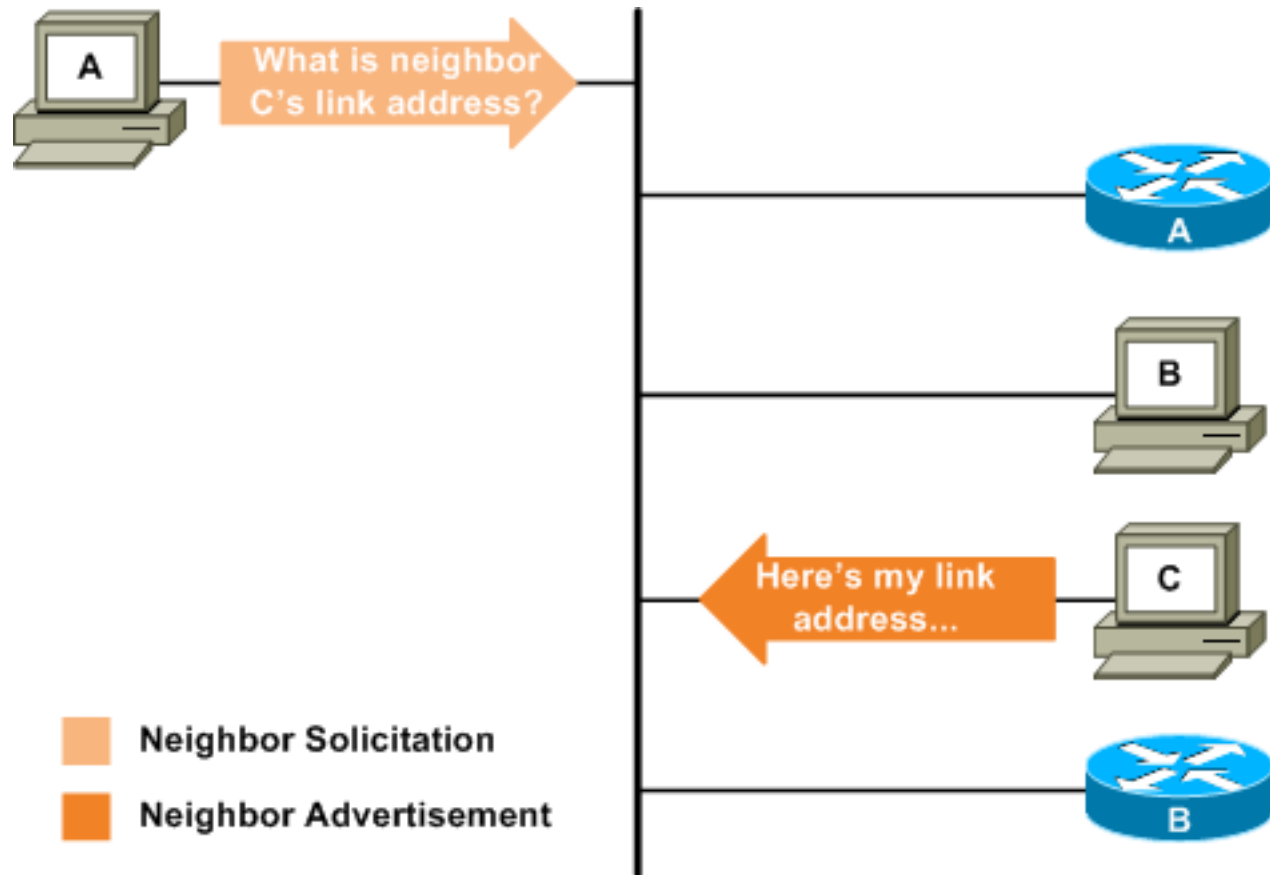 A
What is neighbor
C's link address?
A
B
Here's my link
address...
C
Neighbor Solicitation
B
Neighbor Advertisement